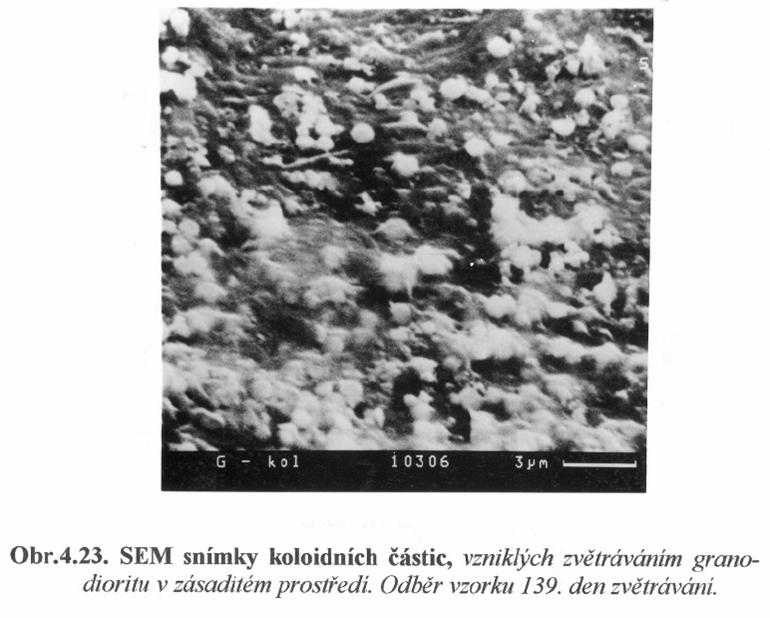 S
G - kol 10306 3µm
Obr.4.23. SEM snímky koloidních částic, vzniklých zvětráváním grano-
dioritu v zásaditém prostředí. Odběr vzorku 139. den zvětrávání.